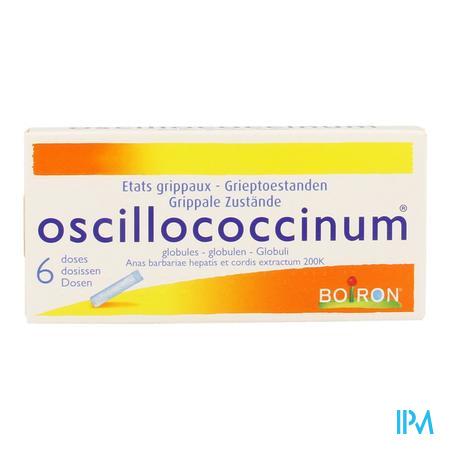 oscillococcinum
Etats grippaux - Grieptoestanden
Grippale Zustände
oscillococcinum®
globules - globulen - Globuli
Anas barbariae hepatis et cordis extractum 200K
6 doses
dosissen
Dosen
BOIRON®
IPM